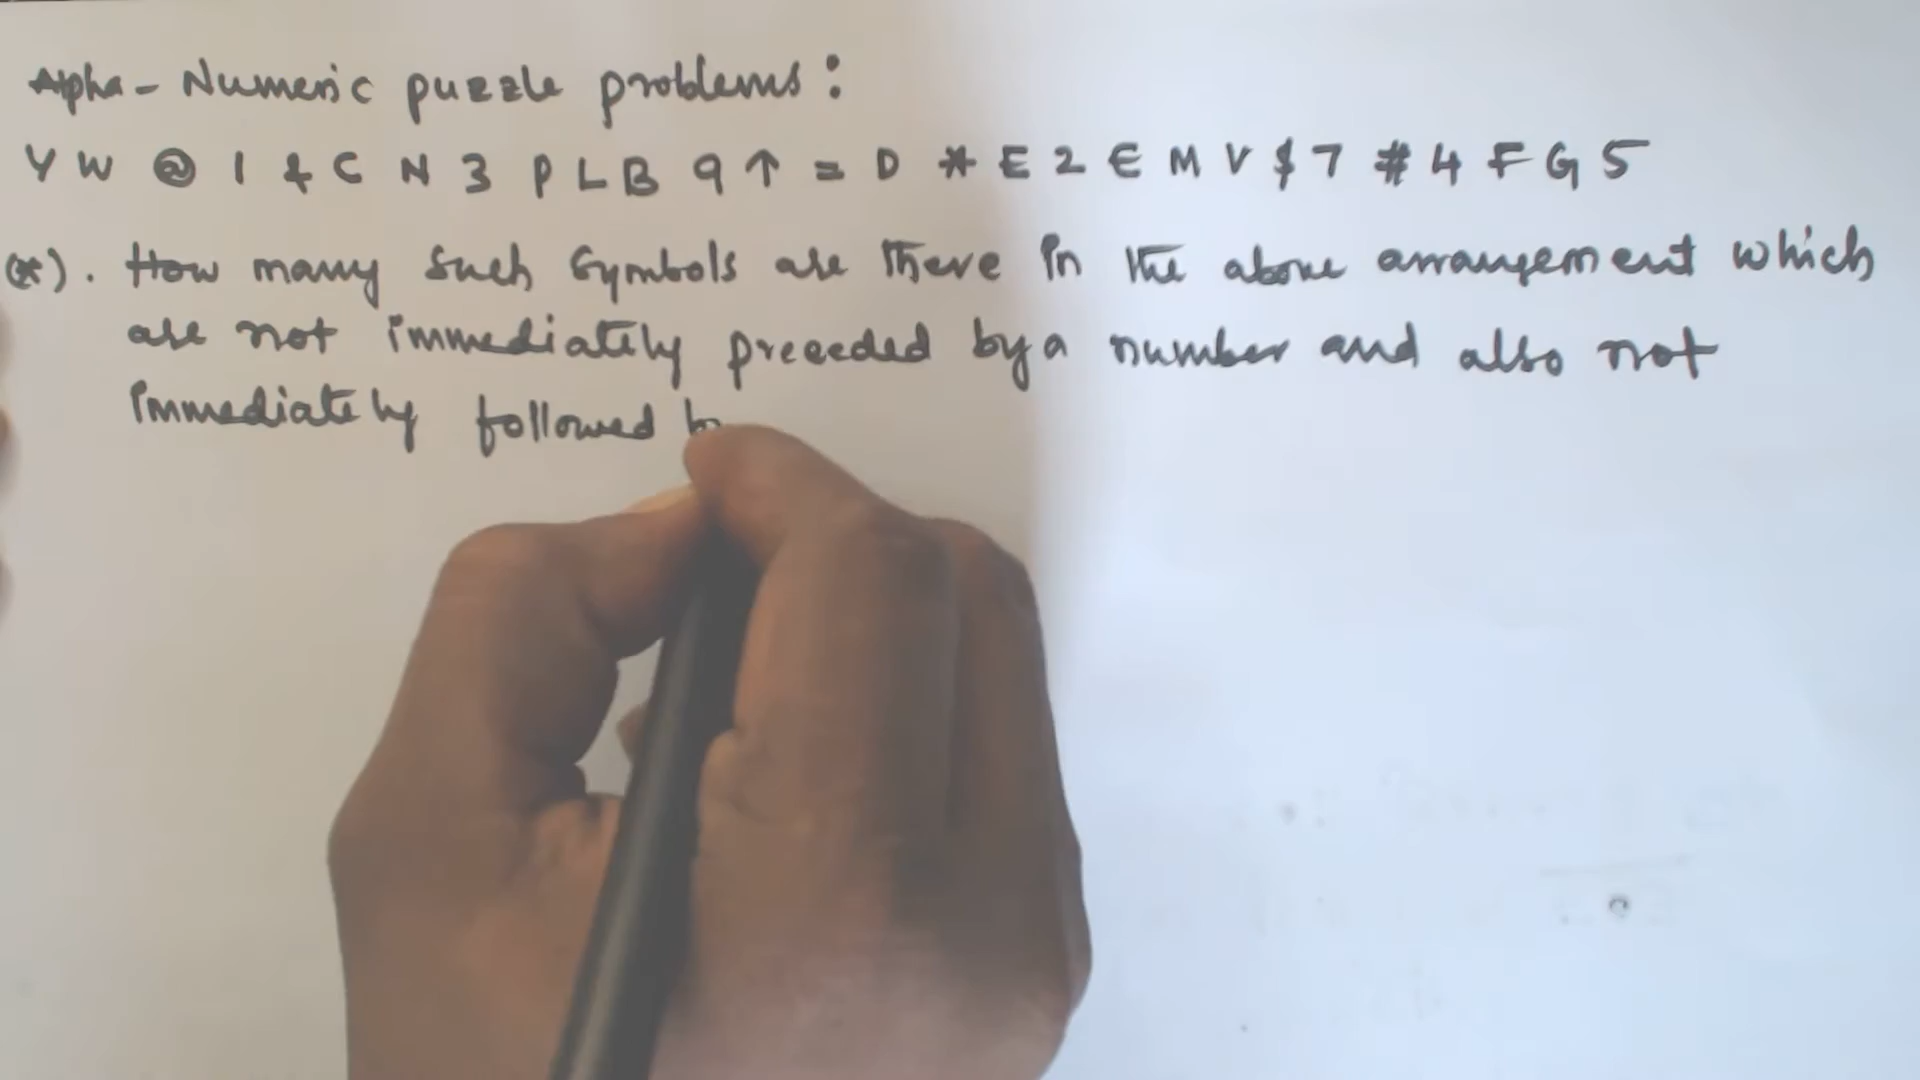 Alpha - Numeric puzzle problems :
Y W @ 1 & C N 3 P L B 9 ↑ = D * E 2 E M V $ 7 # 4 F G 5
(*). How many such symbols are there in the above arrangement which
are not immediately preceded by a number and also not
immediately followed b